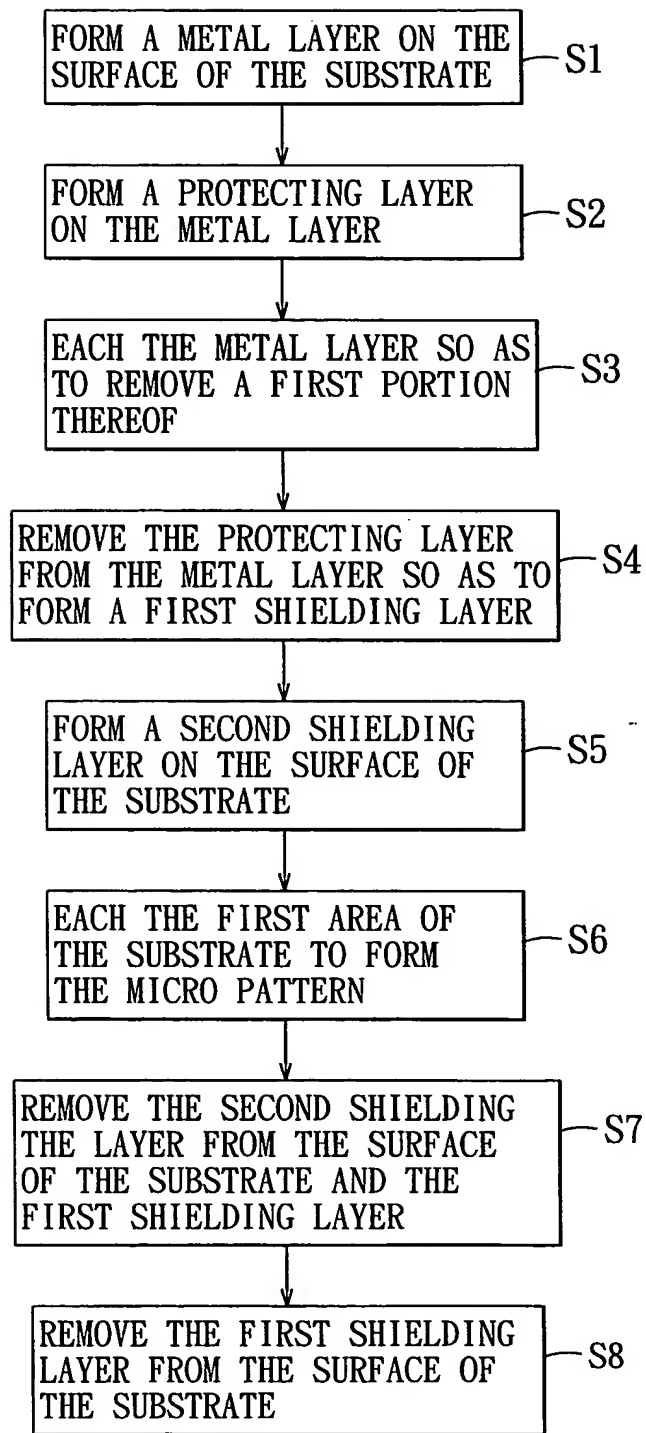 FORM A METAL LAYER ON THE
SURFACE OF THE SUBSTRATE
S1
FORM A PROTECTING LAYER
ON THE METAL LAYER
S2
EACH THE METAL LAYER SO AS
TO REMOVE A FIRST PORTION
THEREOF
S3
REMOVE THE PROTECTING LAYER
FROM THE METAL LAYER SO AS TO
FORM A FIRST SHIELDING LAYER
S4
FORM A SECOND SHIELDING
LAYER ON THE SURFACE OF
THE SUBSTRATE
S5
EACH THE FIRST AREA OF
THE SUBSTRATE TO FORM
THE MICRO PATTERN
S6
REMOVE THE SECOND SHIELDING
THE LAYER FROM THE SURFACE
OF THE SUBSTRATE AND THE
FIRST SHIELDING LAYER
S7
REMOVE THE FIRST SHIELDING
LAYER FROM THE SURFACE OF
THE SUBSTRATE
S8